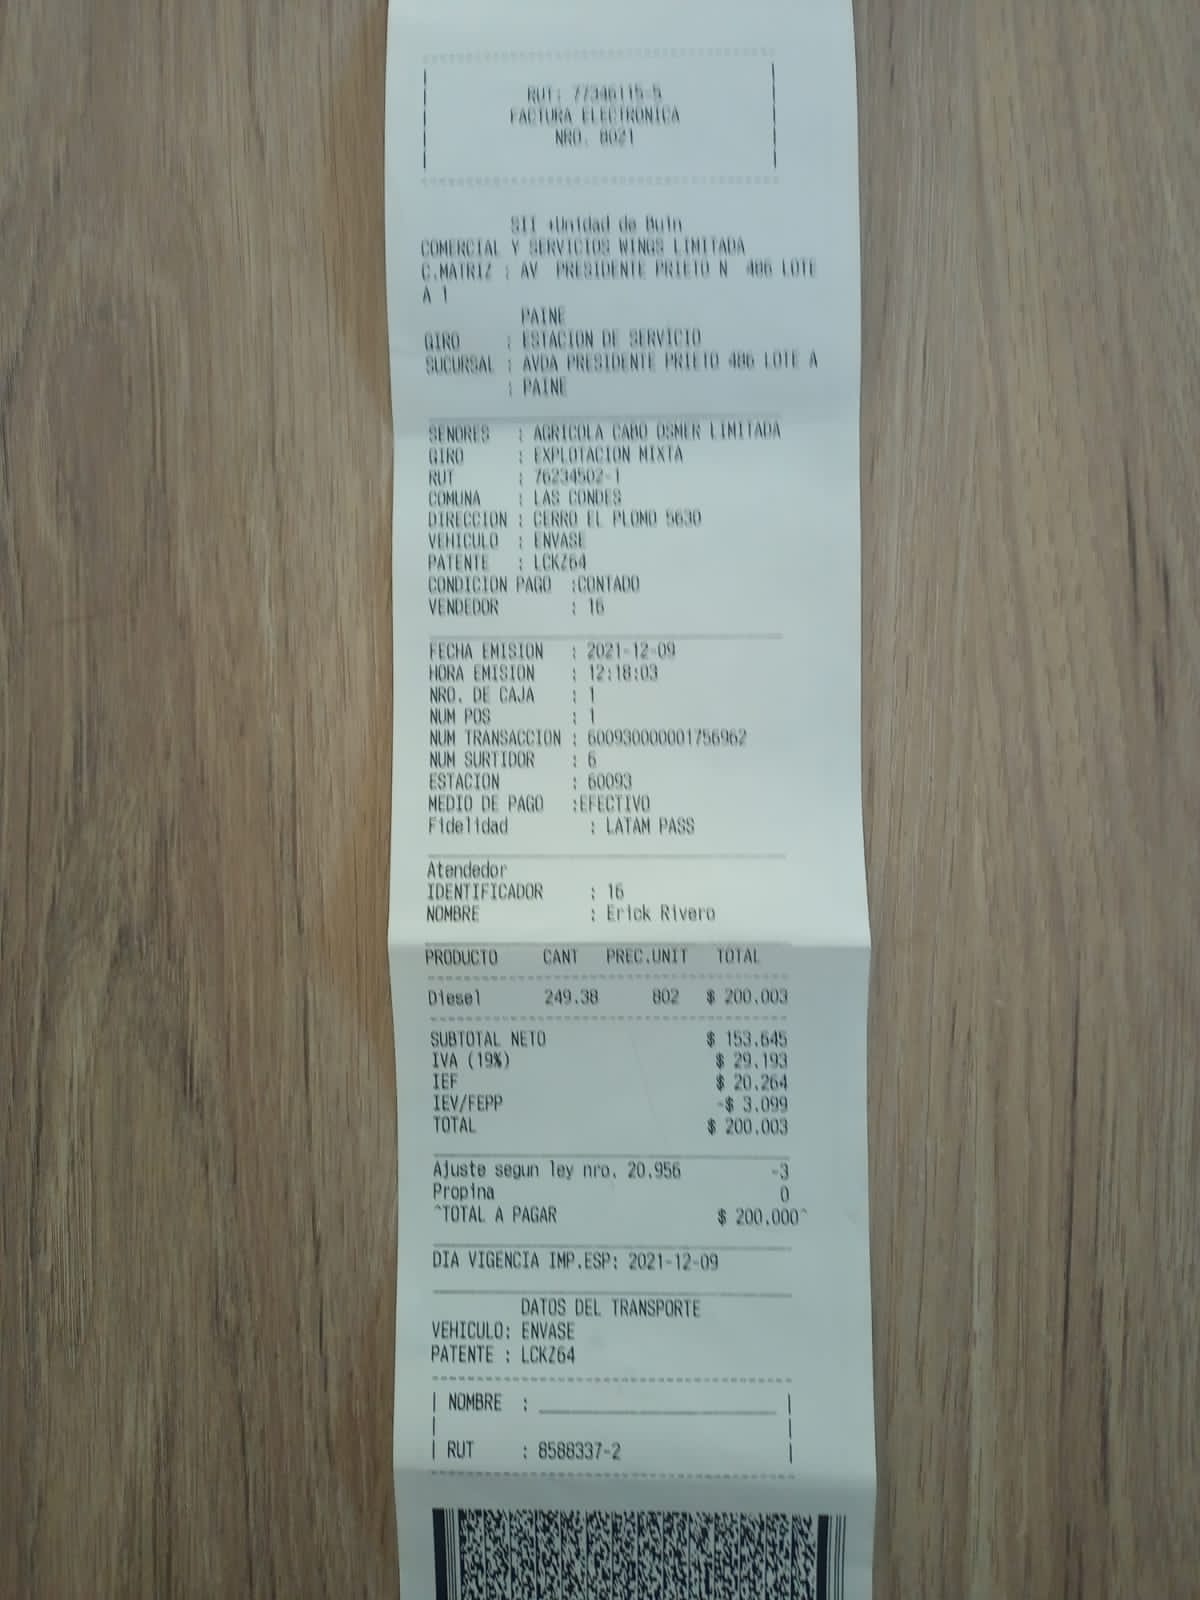 RUT: 77346115-5
FACTURA ELECTRONICA
NRO. 8021
SII +Unidad de Buin
COMERCIAL Y SERVICIOS WINGS LIMITADA
C.MATRIZ : AV PRESIDENTE PRIETO N 486 LOTE
A 1
PAINE
GIRO : ESTACION DE SERVICIO
SUCURSAL : AVDA PRESIDENTE PRIETO 486 LOTE A
: PAINE
SENORES : AGRICOLA CABO OSMER LIMITADA
GIRO : EXPLOTACION MIXTA
RUT : 76234502-1
COMUNA : LAS CONDES
DIRECCION : CERRO EL PLOMO 5630
VEHICULO : ENVASE
PATENTE : LCKZ64
CONDICION PAGO :CONTADO
VENDEDOR : 16
FECHA EMISION : 2021-12-09
HORA EMISION : 12:18:03
NRO. DE CAJA : 1
NUM POS : 1
NUM TRANSACCION : 600930000001756962
NUM SURTIDOR : 6
ESTACION : 60093
MEDIO DE PAGO :EFECTIVO
Fidelidad : LATAM PASS
Atendedor
IDENTIFICADOR : 16
NOMBRE : Erick Rivero
PRODUCTO CANT PREC.UNIT TOTAL
Diesel 249.38 802 $ 200.003
SUBTOTAL NETO $ 153.645
IVA (19%) $ 29.193
IEF $ 20.264
IEV/FEPP -$ 3.099
TOTAL $ 200.003
Ajuste segun ley nro. 20.956 -3
Propina 0
^TOTAL A PAGAR $ 200.000^
DIA VIGENCIA IMP.ESP: 2021-12-09
DATOS DEL TRANSPORTE
VEHICULO: ENVASE
PATENTE : LCKZ64
NOMBRE :
RUT : 8588337-2